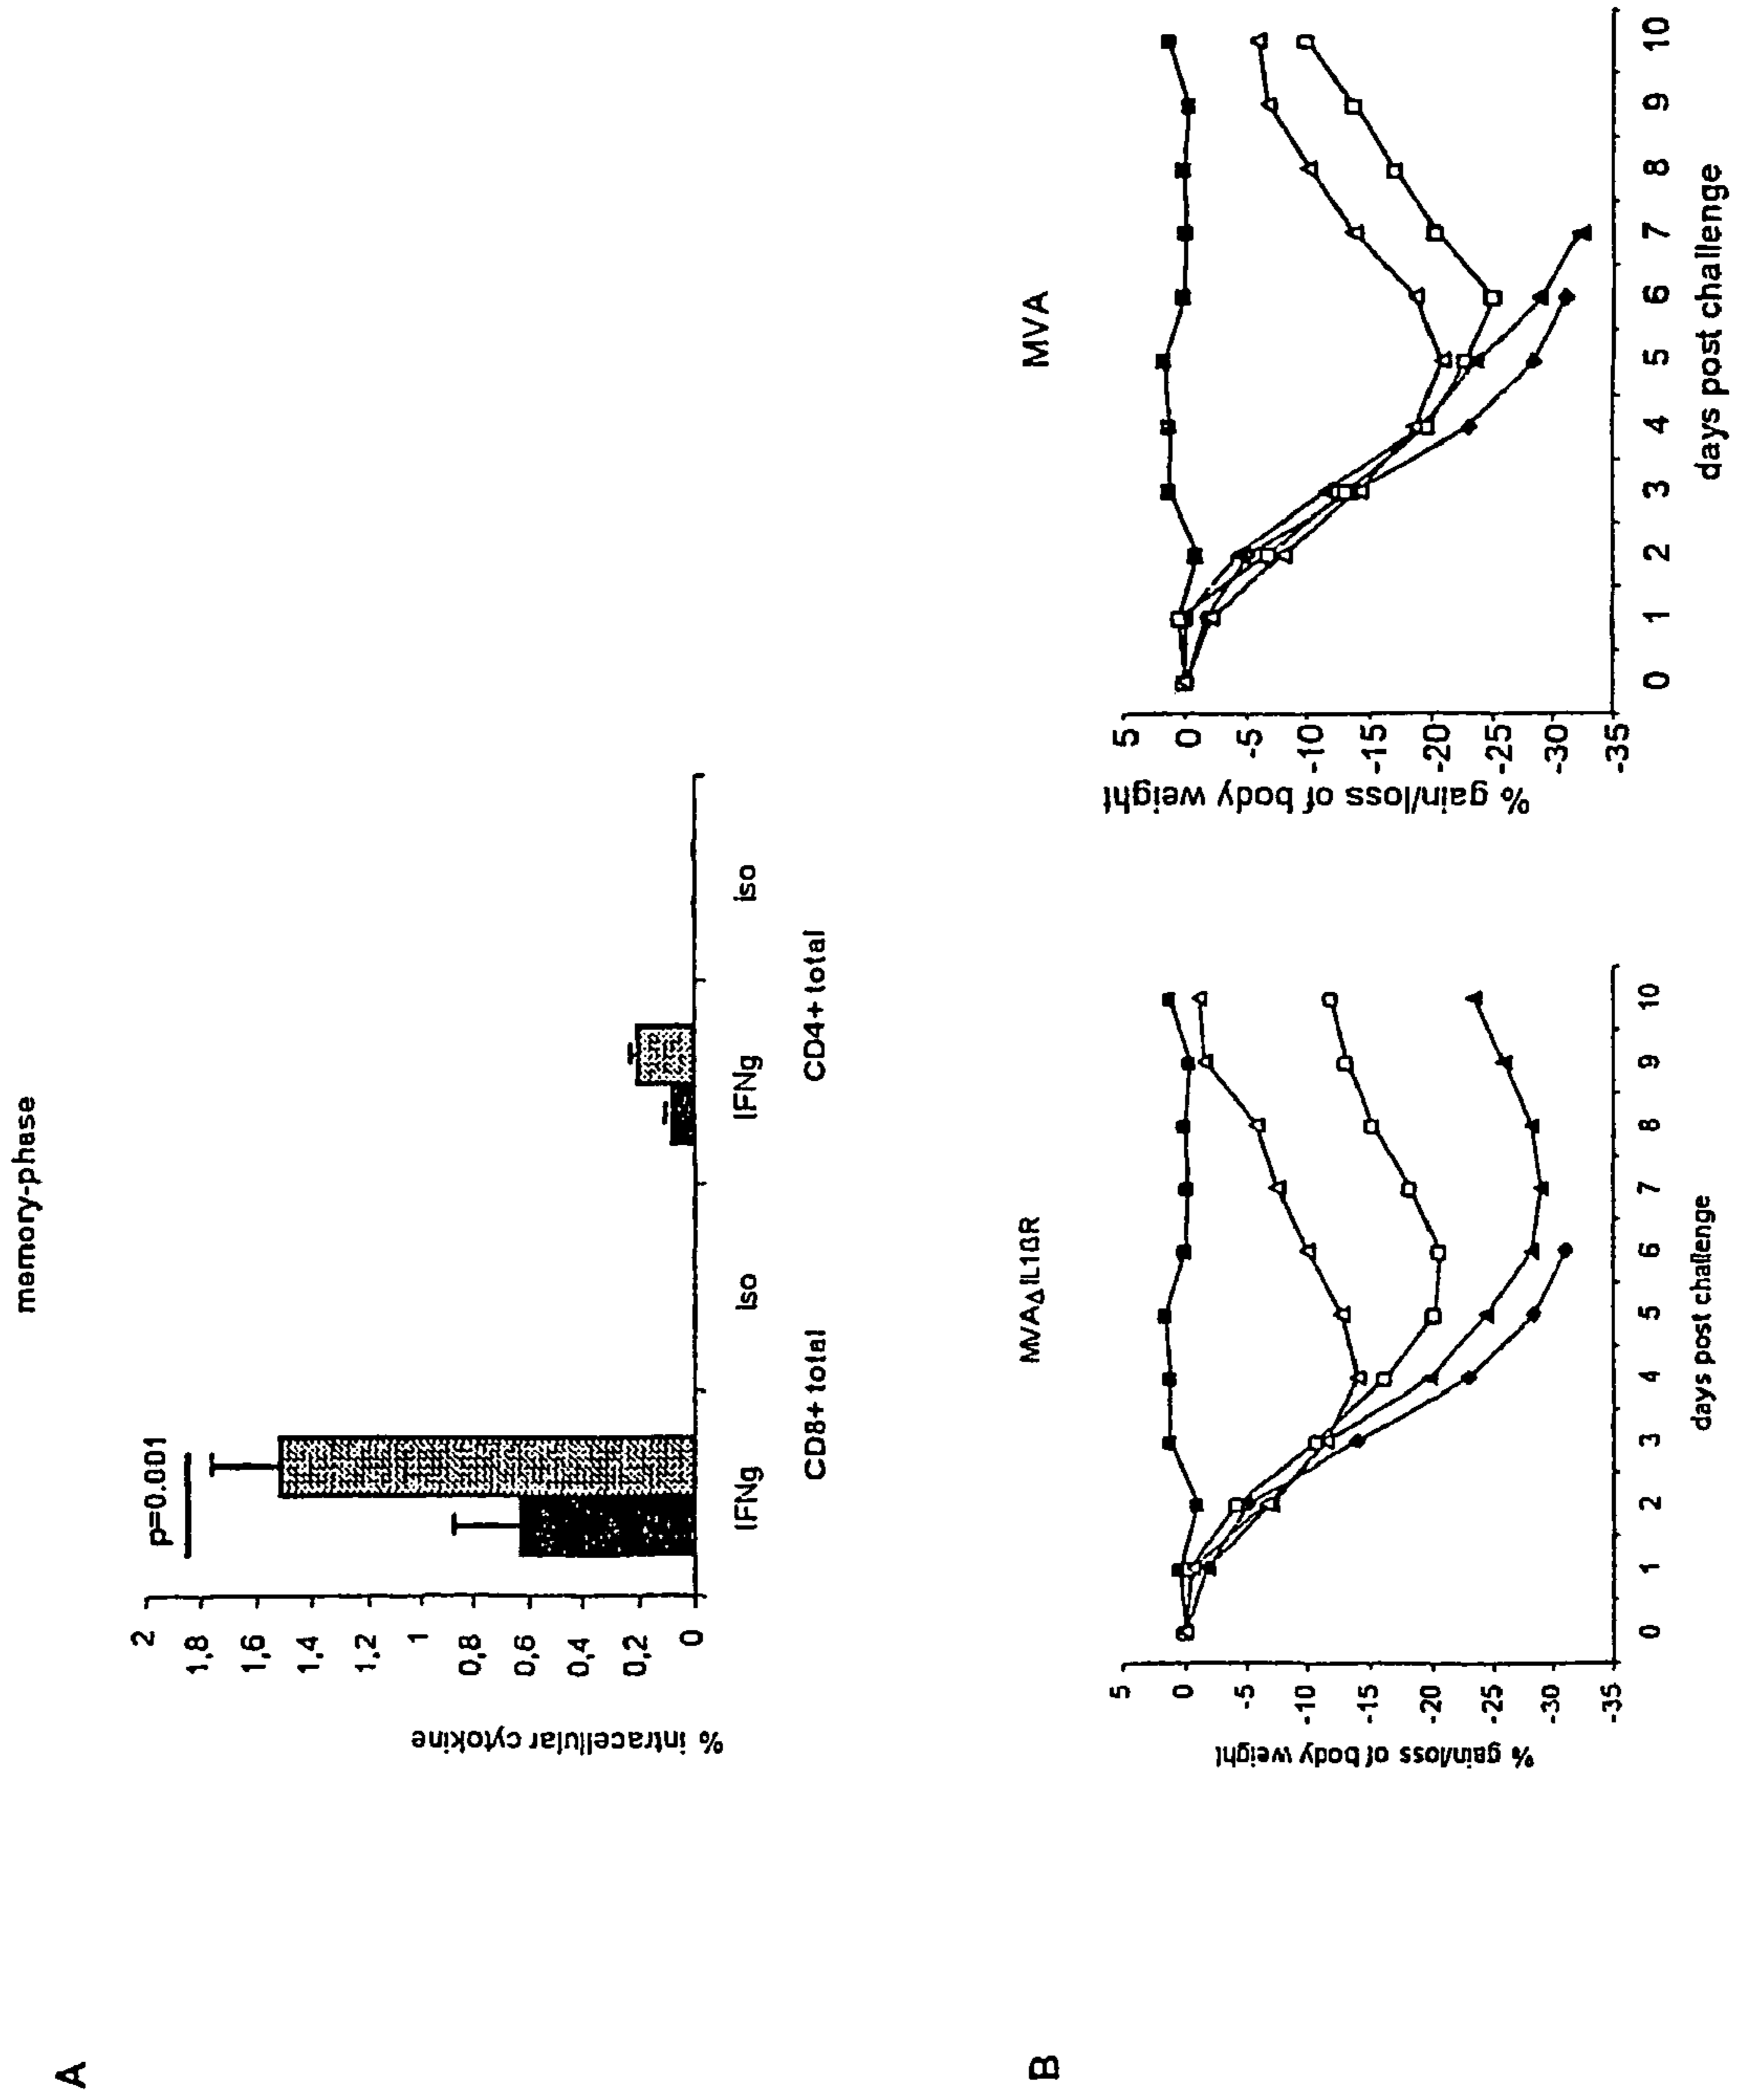 A
memory-phase
p=0.001
% intracellular cytokine
2
1,8
1,6
1,4
1,2
1
0,8
0,6
0,4
0,2
0
IFNg
Iso
IFNg
Iso
CD8+ total
CD4+ total
B
MVAΔIL1βR
% gain/loss of body weight
5
0
-5
-10
-15
-20
-25
-30
-35
0 1 2 3 4 5 6 7 8 9 10
days post challenge
MVA
% gain/loss of body weight
5
0
-5
-10
-15
-20
-25
-30
-35
0 1 2 3 4 5 6 7 8 9 10
days post challenge